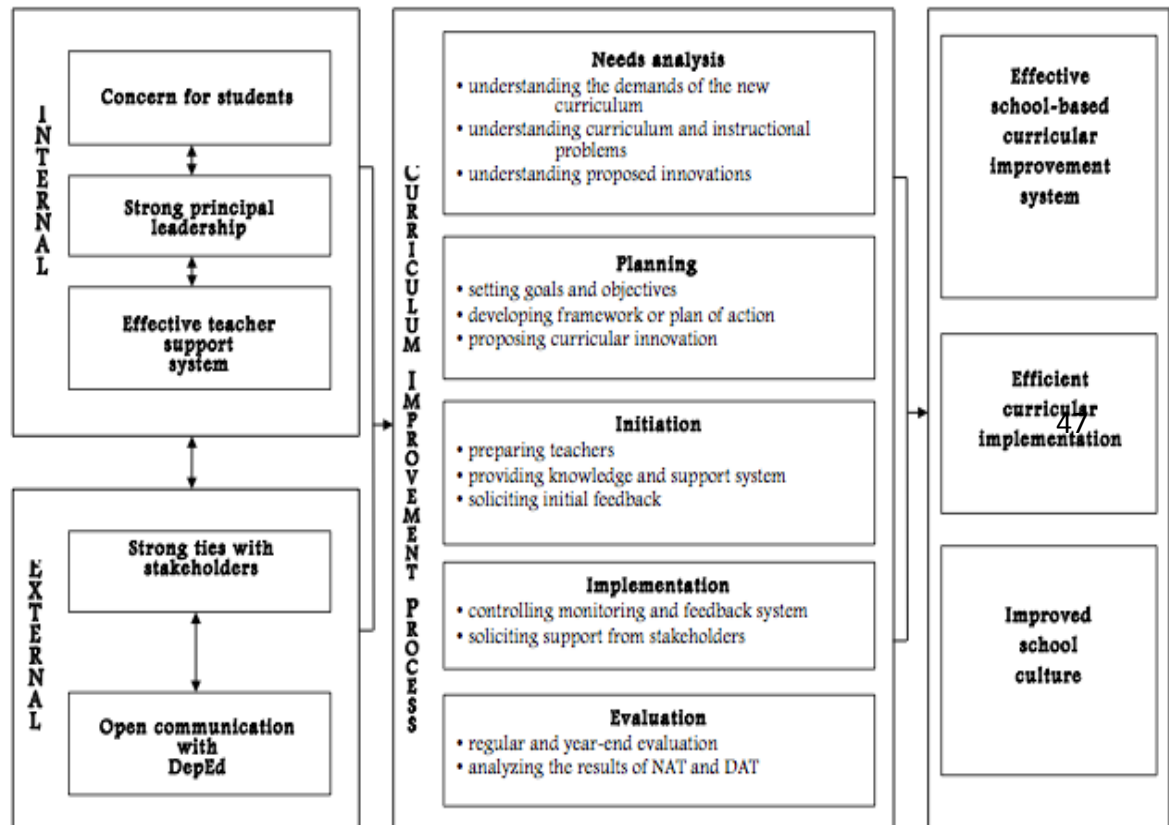 INTERNAL
Concern for students
Strong principal
leadership
Effective teacher
support
system
EXTERNAL
Strong ties with
stakeholders
Open communication
with
DepEd
CURRICULUM IMPROVEMENT PROCESS
Needs analysis
• understanding the demands of the new
curriculum
• understanding curriculum and instructional
problems
• understanding proposed innovations
Planning
• setting goals and objectives
• developing framework or plan of action
• proposing curricular innovation
Initiation
• preparing teachers
• providing knowledge and support system
• soliciting initial feedback
Implementation
• controlling monitoring and feedback system
• soliciting support from stakeholders
Evaluation
• regular and year-end evaluation
• analyzing the results of NAT and DAT
Effective
school-based
curricular
improvement
system
Efficient
curricular
47
implementation
Improved
school
culture